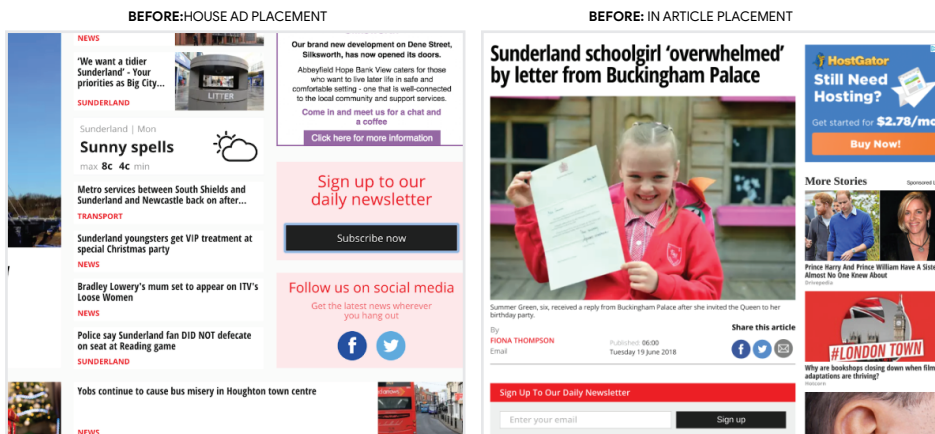 BEFORE:HOUSE AD PLACEMENT
NEWS
'We want a tidier
Sunderland' - Your
priorities as Big City...
SUNDERLAND
LITTER
Sunderland | Mon
Sunny spells
max 8c 4c min
Metro services between South Shields and
Sunderland and Newcastle back on after...
TRANSPORT
Sunderland youngsters get VIP treatment at
special Christmas party
NEWS
Bradley Lowery's mum set to appear on ITV's
Loose Women
NEWS
Police say Sunderland fan DID NOT defecate
on seat at Reading game
SUNDERLAND
Yobs continue to cause bus misery in Houghton town centre
NEWS
Our brand new development on Dene Street,
Silksworth, has now opened its doors.
Abbeyfield Hope Bank View caters for those
who want to live later life in safe and
comfortable setting - one that is well-connected
to the local community and support services.
Come in and meet us for a chat and
a coffee
Click here for more information
Sign up to our
daily newsletter
Subscribe now
Follow us on social media
Get the latest news wherever
you hang out
BEFORE: IN ARTICLE PLACEMENT
Sunderland schoolgirl 'overwhelmed'
by letter from Buckingham Palace
Summer Green, six, received a reply from Buckingham Palace after she invited the Queen to her
birthday party.
By
FIONA THOMPSON
Email
Published: 06:00
Tuesday 19 June 2018
Share this article
Sign Up To Our Daily Newsletter
Enter your email
Sign up
HostGator
Still Need
Hosting?
Get started for $2.78/mo
Buy Now!
More Stories
Sponsored L
Prince Harry And Prince William Have A Siste
Almost No One Knew About
Drivepedia
#LONDON TOWN
Why are bookshops closing down when film
adaptations are thriving?